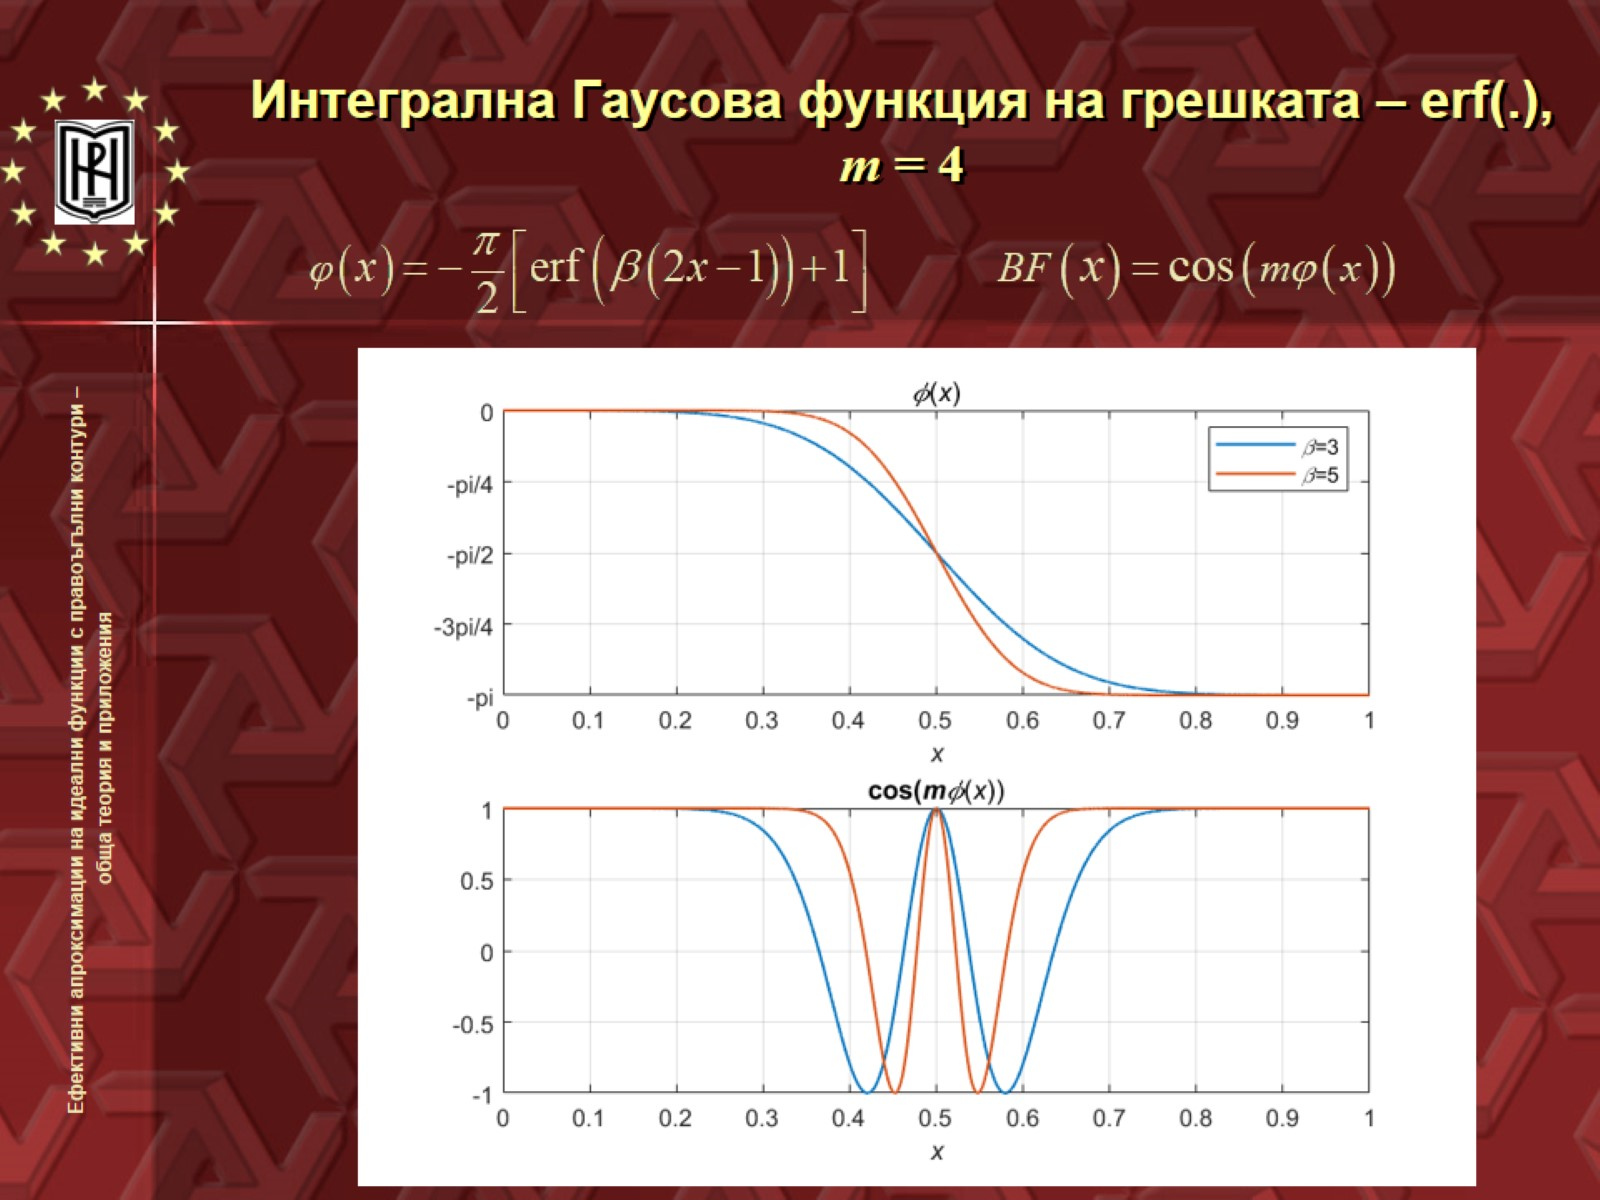 Интегрална Гаусова функция на грешката – erf(.),
m = 4
φ(x) = −π/2[erf(β(2x−1))+1] BF(x) = cos(mφ(x))
Ефективни апроксимации на идеални функции с правоъгълни контури –
обща теория и приложения
ϕ(x)
0
-pi/4
-pi/2
-3pi/4
-pi
β=3
β=5
0 0.1 0.2 0.3 0.4 0.5 0.6 0.7 0.8 0.9 1
x
cos(mϕ(x))
1
0.5
0
-0.5
-1
0 0.1 0.2 0.3 0.4 0.5 0.6 0.7 0.8 0.9 1
x